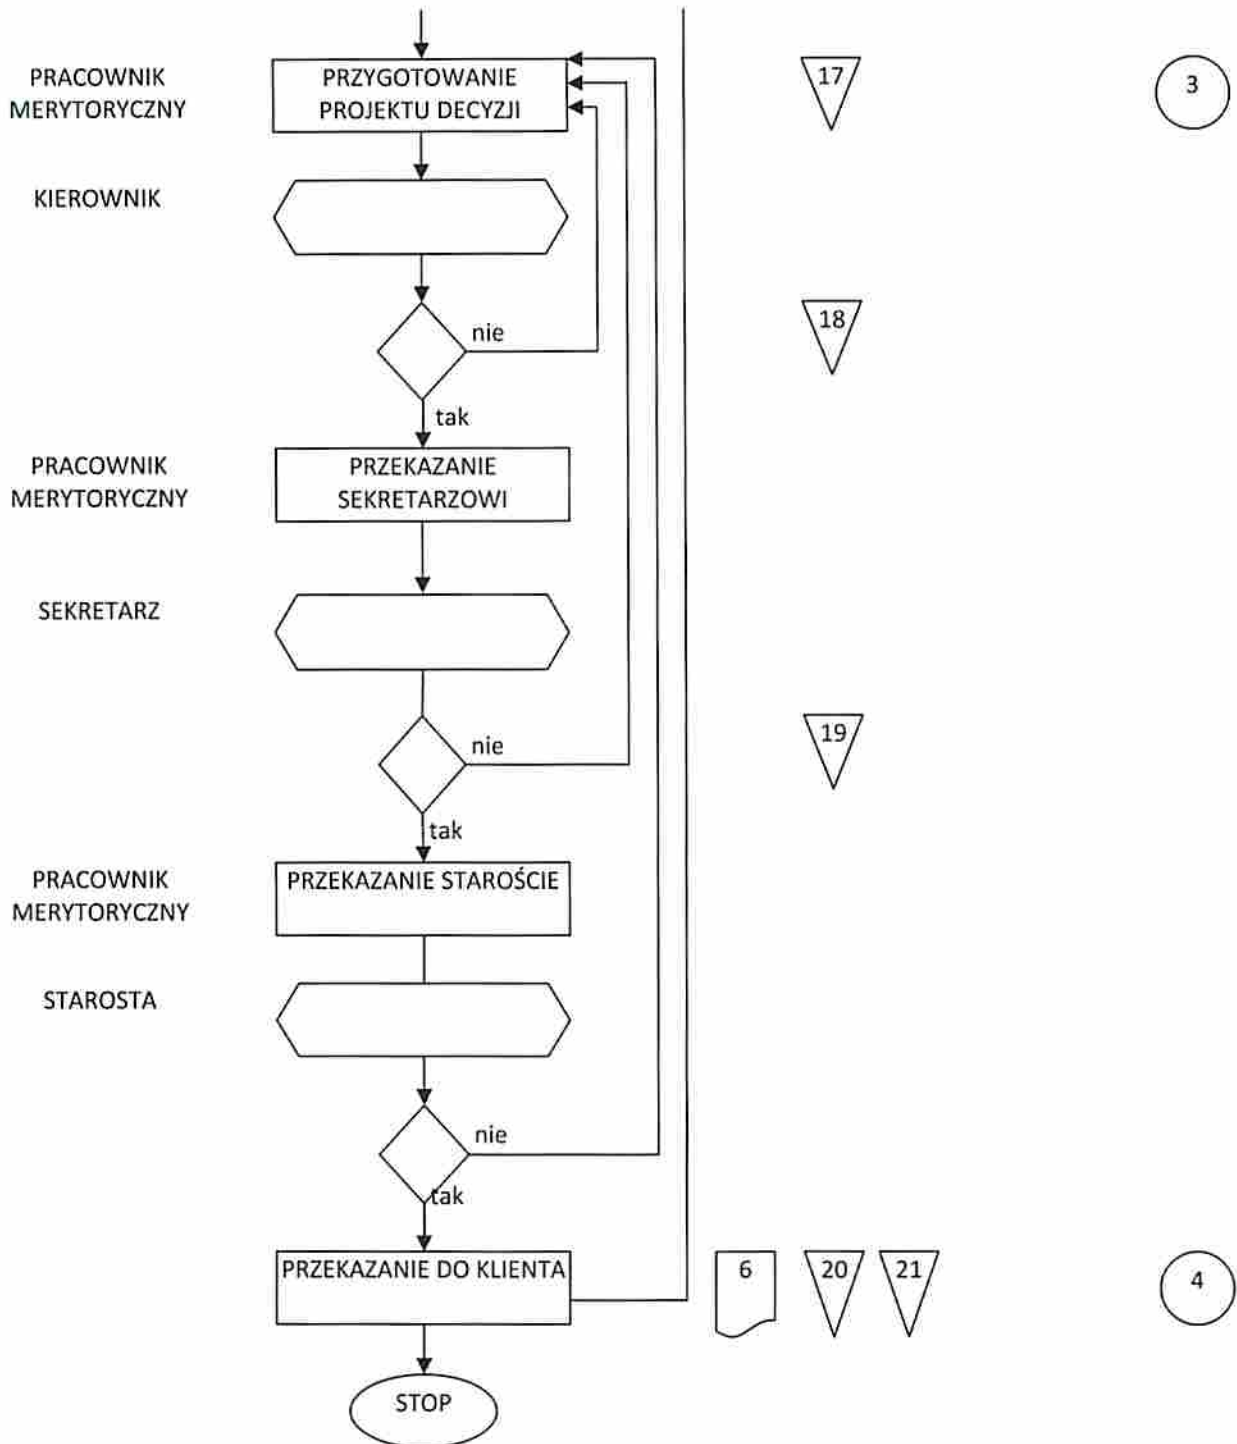 PRACOWNIK
MERYTORYCZNY
PRZYGOTOWANIE
PROJEKTU DECYZJI
17
3
KIEROWNIK
nie
18
tak
PRACOWNIK
MERYTORYCZNY
PRZEKAZANIE
SEKRETARZOWI
SEKRETARZ
nie
19
tak
PRACOWNIK
MERYTORYCZNY
PRZEKAZANIE STAROŚCIE
STAROSTA
nie
tak
PRZEKAZANIE DO KLIENTA
6
20
21
4
STOP